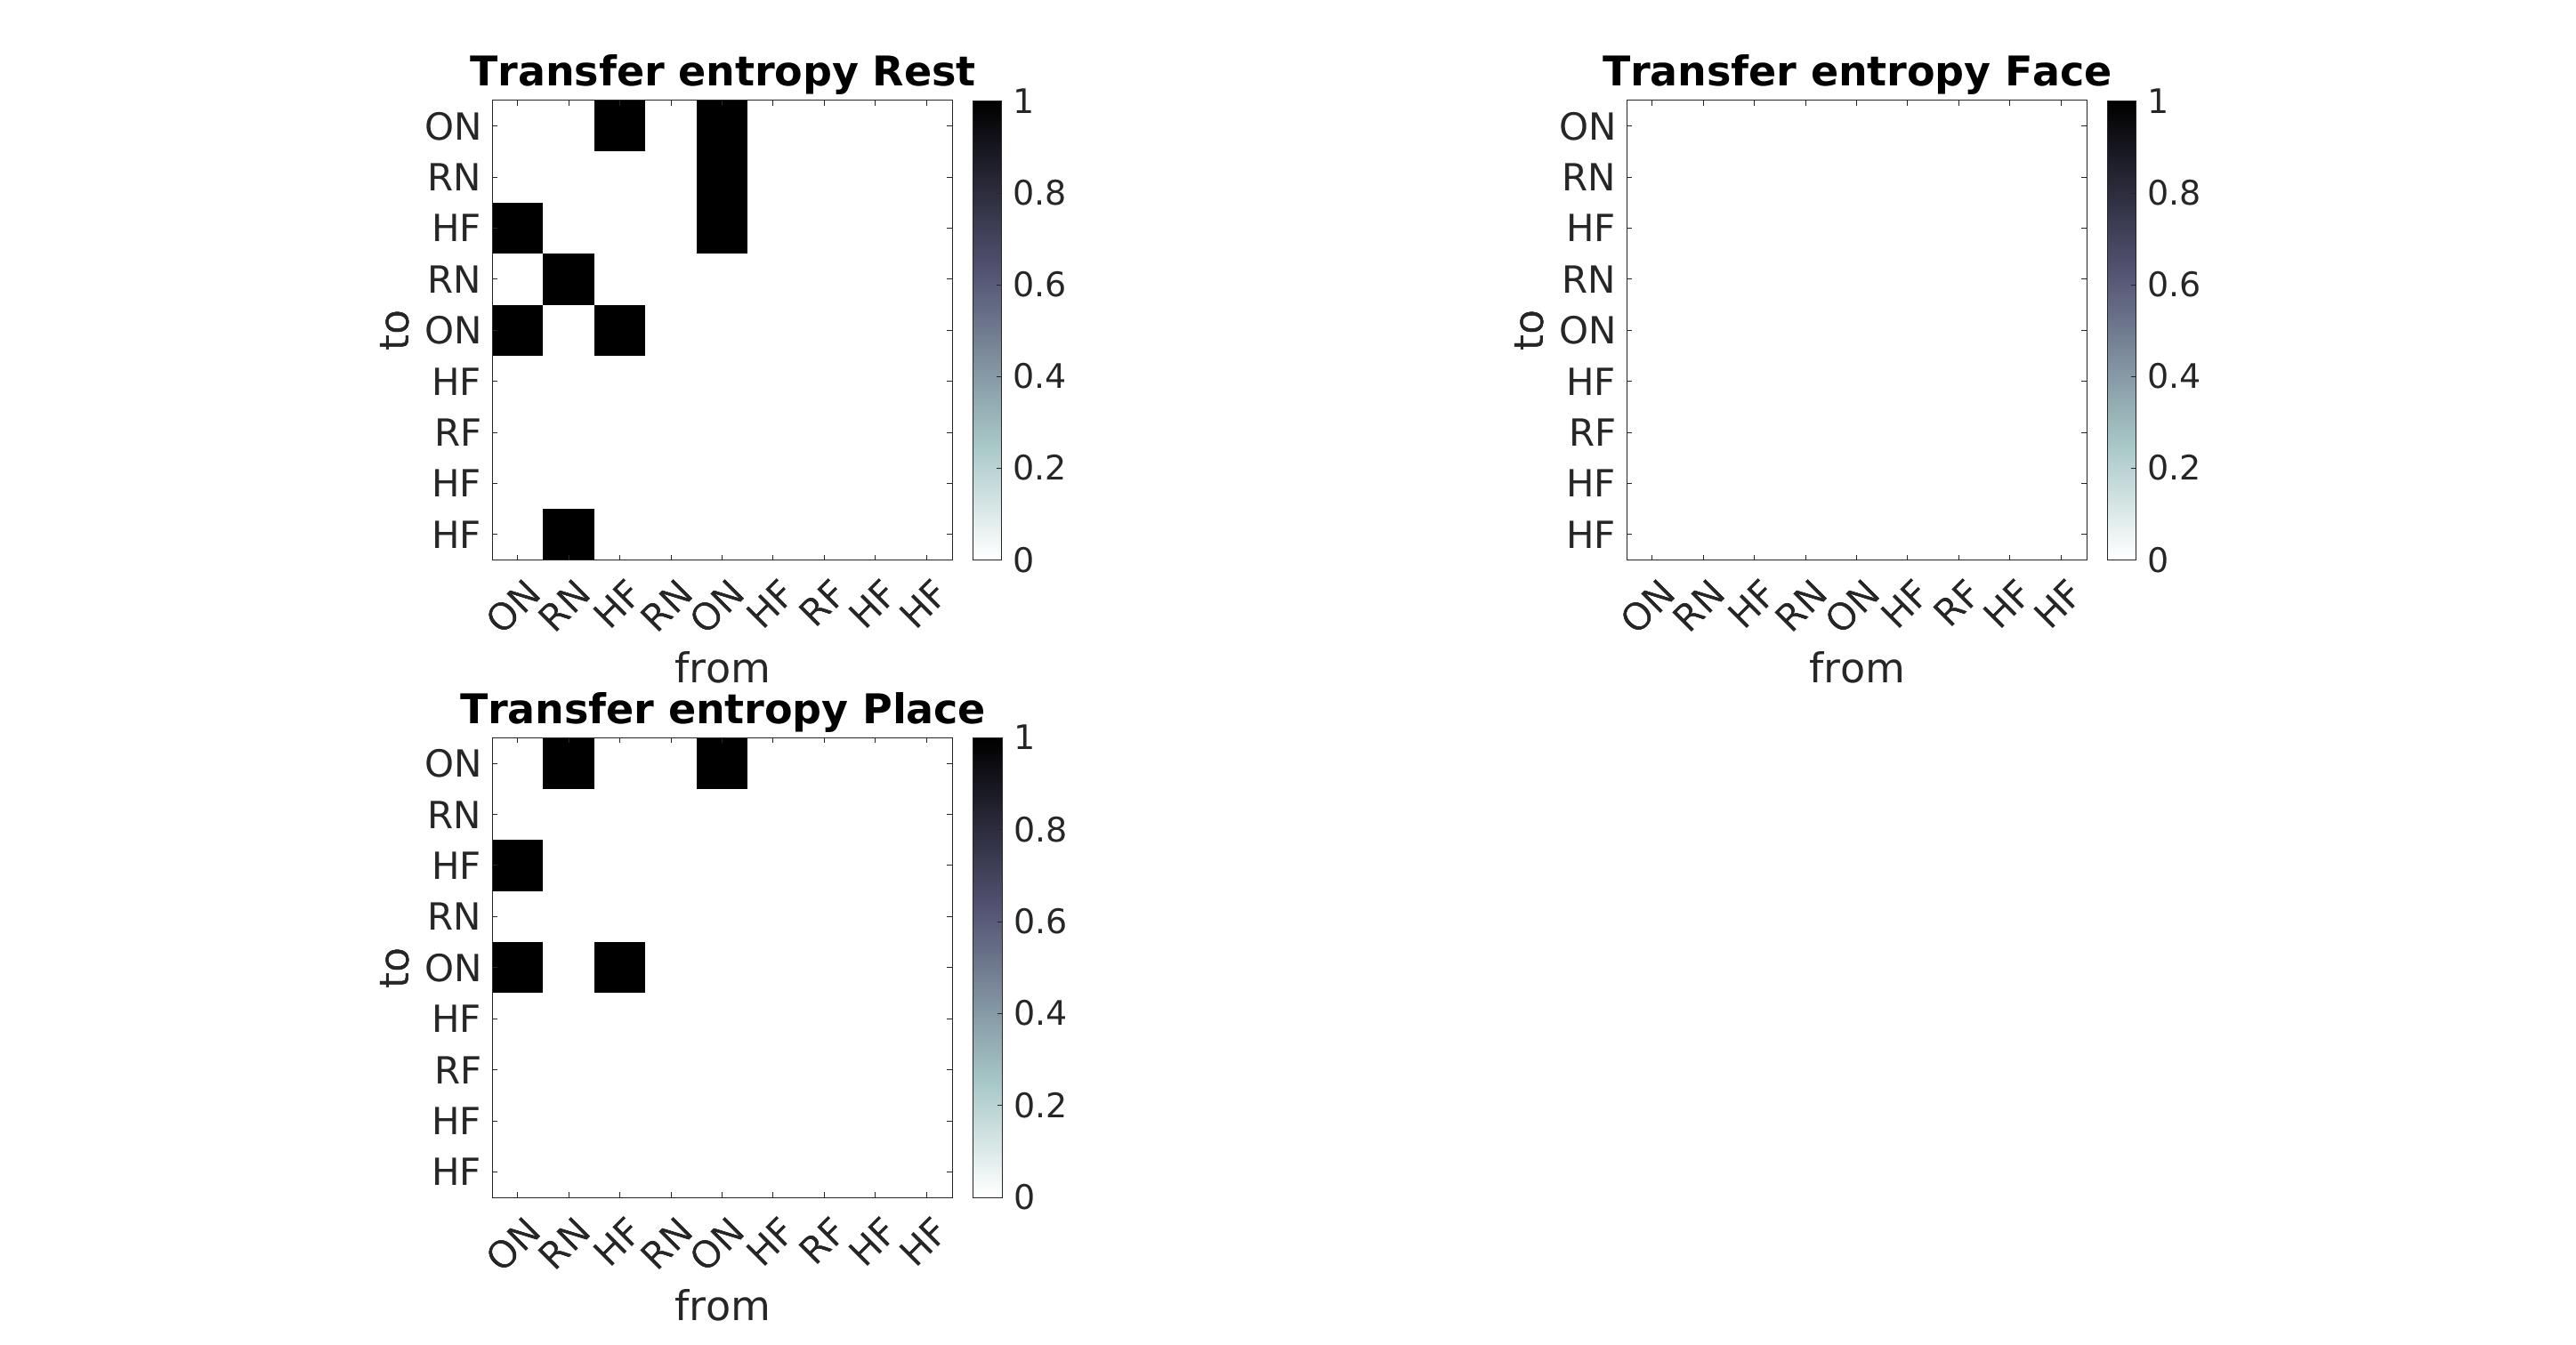 Transfer entropy Rest
ON
RN
HF
RN
ON
HF
RF
HF
HF
to
1
0.8
0.6
0.4
0.2
0
ON RN HF RN ON HF RF HF HF
from
Transfer entropy Face
ON
RN
HF
RN
ON
HF
RF
HF
HF
to
1
0.8
0.6
0.4
0.2
0
ON RN HF RN ON HF RF HF HF
from
Transfer entropy Place
ON
RN
HF
RN
ON
HF
RF
HF
HF
to
1
0.8
0.6
0.4
0.2
0
ON RN HF RN ON HF RF HF HF
from